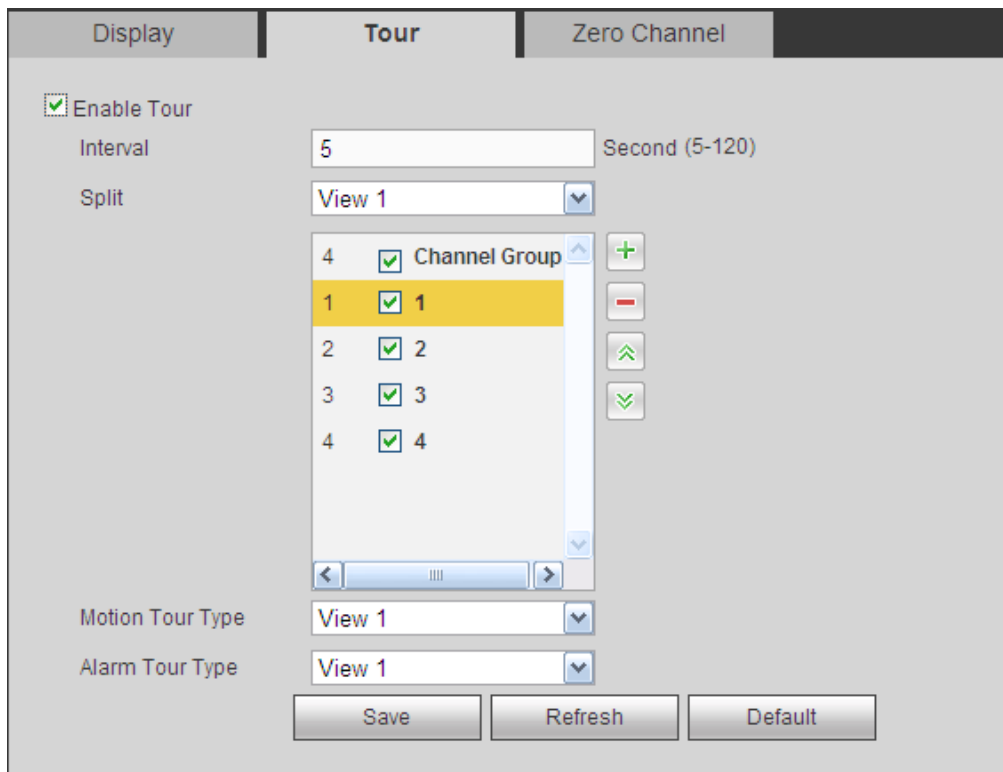 Display Tour Zero Channel
Enable Tour
Interval 5 Second (5-120)
Split View 1
4 Channel Group
1 1
2 2
3 3
4 4
Motion Tour Type View 1
Alarm Tour Type View 1
Save Refresh Default